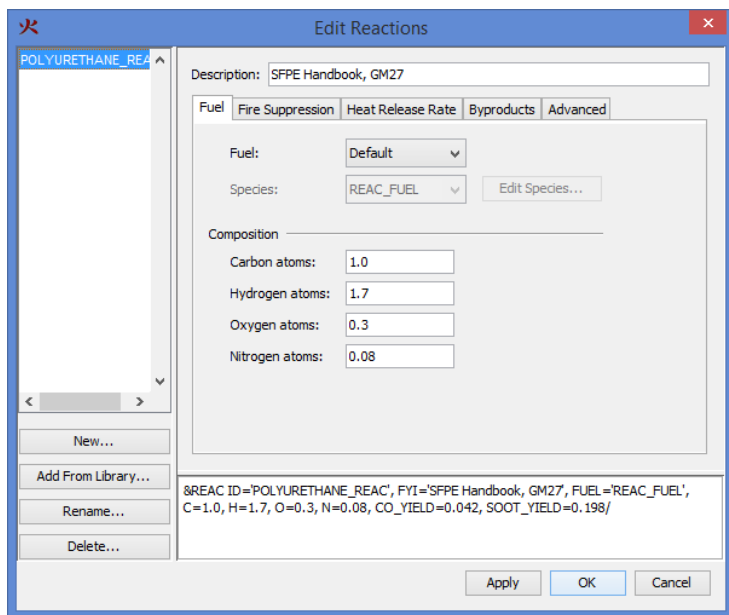 火
Edit Reactions
×
POLYURETHANE_REA
Description: SFPE Handbook, GM27
Fuel Fire Suppression Heat Release Rate Byproducts Advanced
Fuel: Default
Species: REAC_FUEL Edit Species...
Composition
Carbon atoms: 1.0
Hydrogen atoms: 1.7
Oxygen atoms: 0.3
Nitrogen atoms: 0.08
New...
Add From Library...
Rename...
Delete...
&REAC ID='POLYURETHANE_REAC', FYI='SFPE Handbook, GM27', FUEL='REAC_FUEL',
C=1.0, H=1.7, O=0.3, N=0.08, CO_YIELD=0.042, SOOT_YIELD=0.198/
Apply OK Cancel